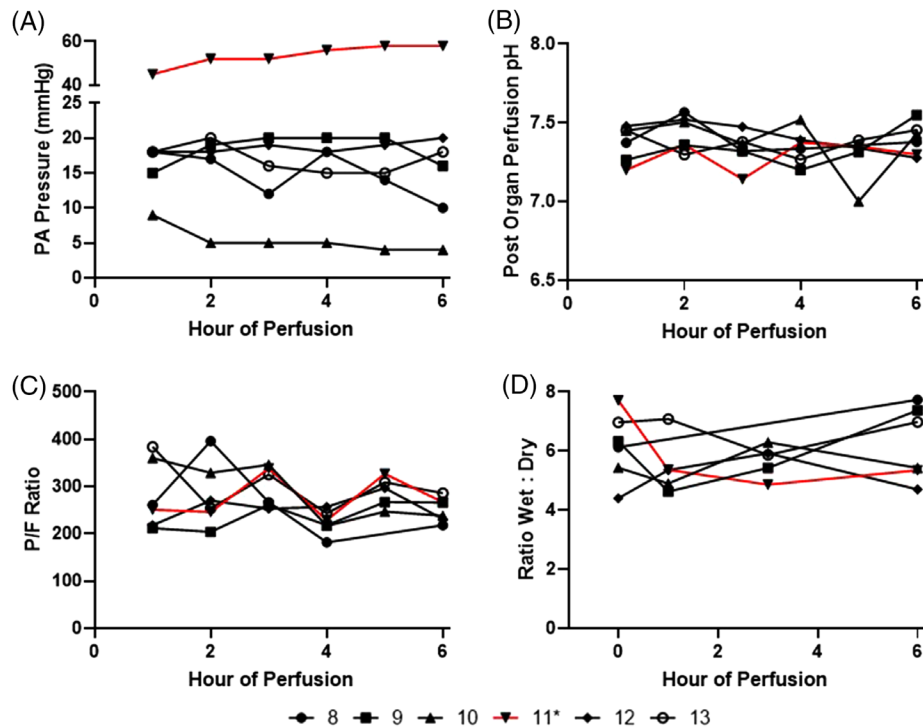 (A)
60
40
25
20
15
10
5
0
PA Pressure (mmHg)
0 2 4 6
Hour of Perfusion
(B)
8.0
7.5
7.0
6.5
Post Organ Perfusion pH
0 2 4 6
Hour of Perfusion
(C)
500
400
300
200
100
0
P/F Ratio
0 2 4 6
Hour of Perfusion
(D)
8
6
4
2
0
Ratio Wet : Dry
0 2 4 6
Hour of Perfusion
8 9 10 11* 12 13